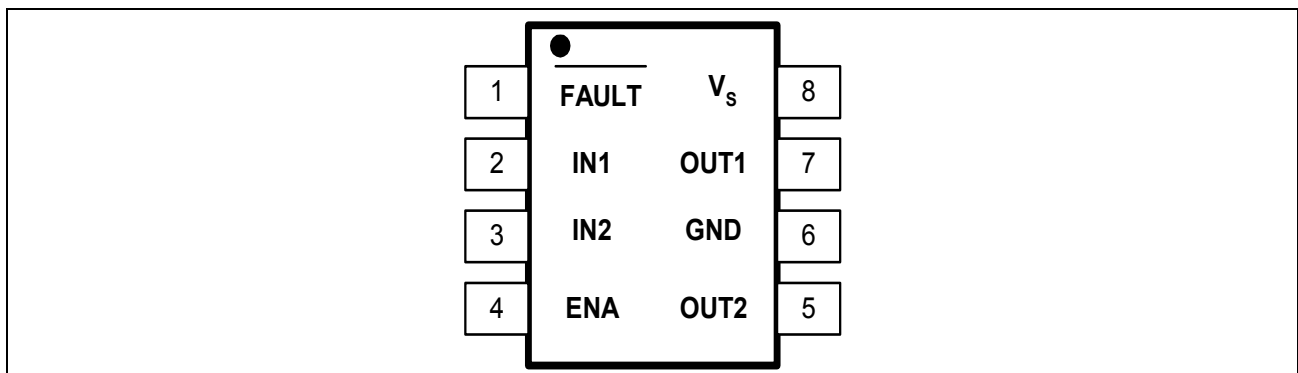 1 FAULT V_S 8
2 IN1 OUT1 7
3 IN2 GND 6
4 ENA OUT2 5